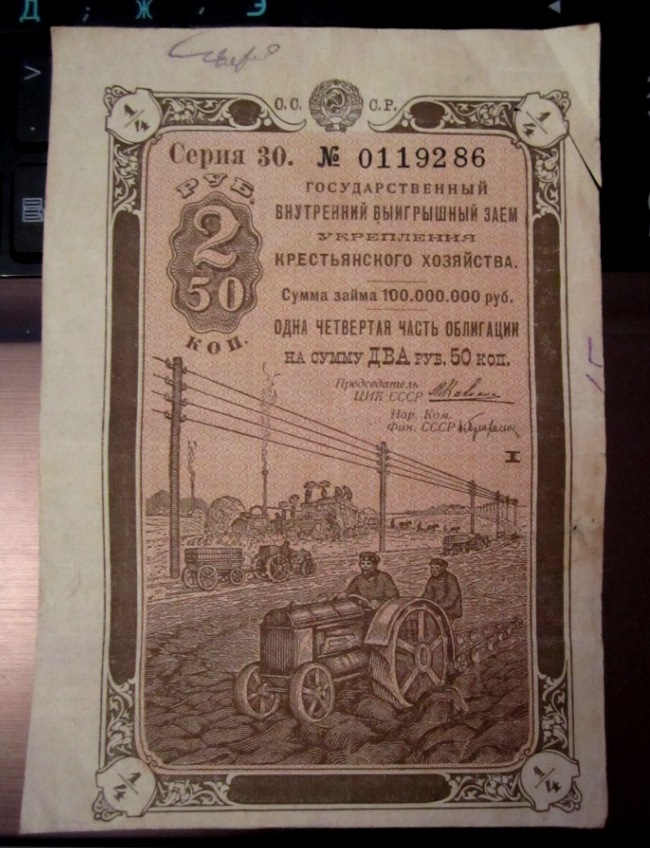 Д ; Ж , Э
>
.
1/4 С.С. С.Р. 1/4
Серия 30. № 0119286
РУБ.
2
50
КОП.
ГОСУДАРСТВЕННЫЙ
ВНУТРЕННИЙ ВЫИГРЫШНЫЙ ЗАЕМ
УКРЕПЛЕНИЯ
КРЕСТЬЯНСКОГО ХОЗЯЙСТВА.
Сумма займа 100.000.000 руб.
ОДНА ЧЕТВЕРТАЯ ЧАСТЬ ОБЛИГАЦИИ
НА СУММУ ДВА РУБ. 50 КОП.
Председатель
ЦИК СССР
Нар. Ком.
Фин. СССР
I
1/4 1/4